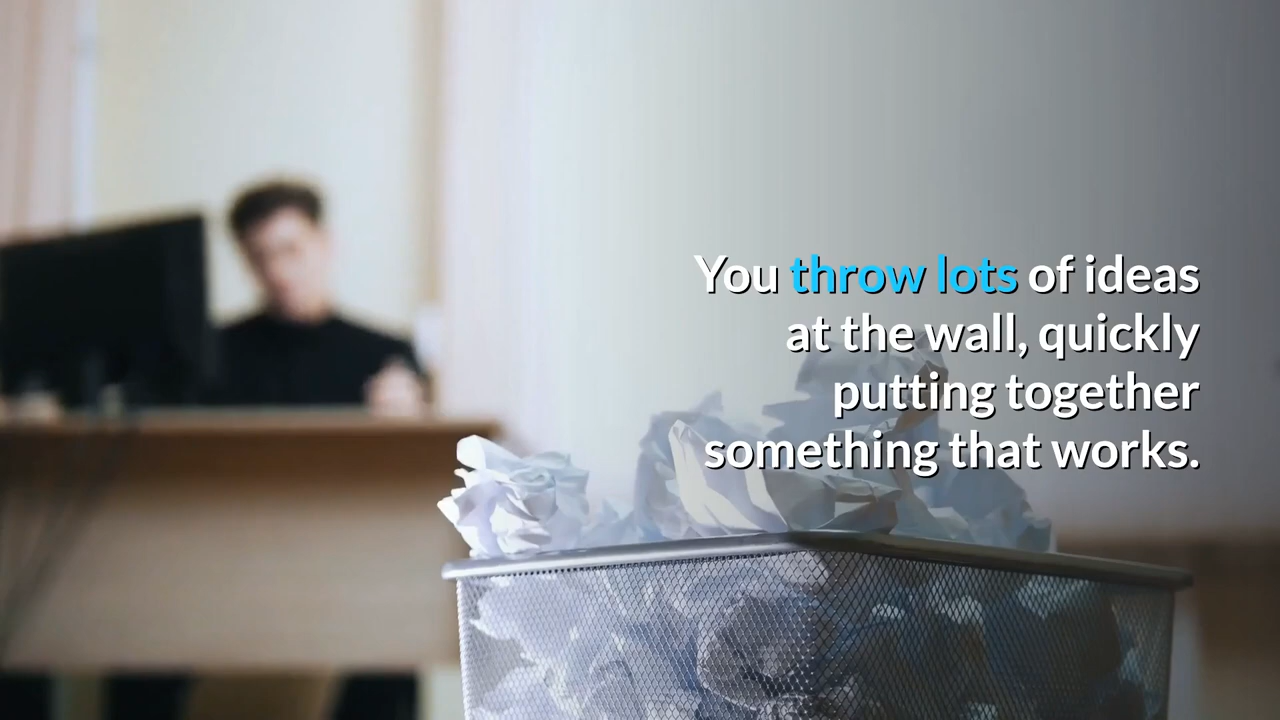 You throw lots of ideas
at the wall, quickly
putting together
something that works.